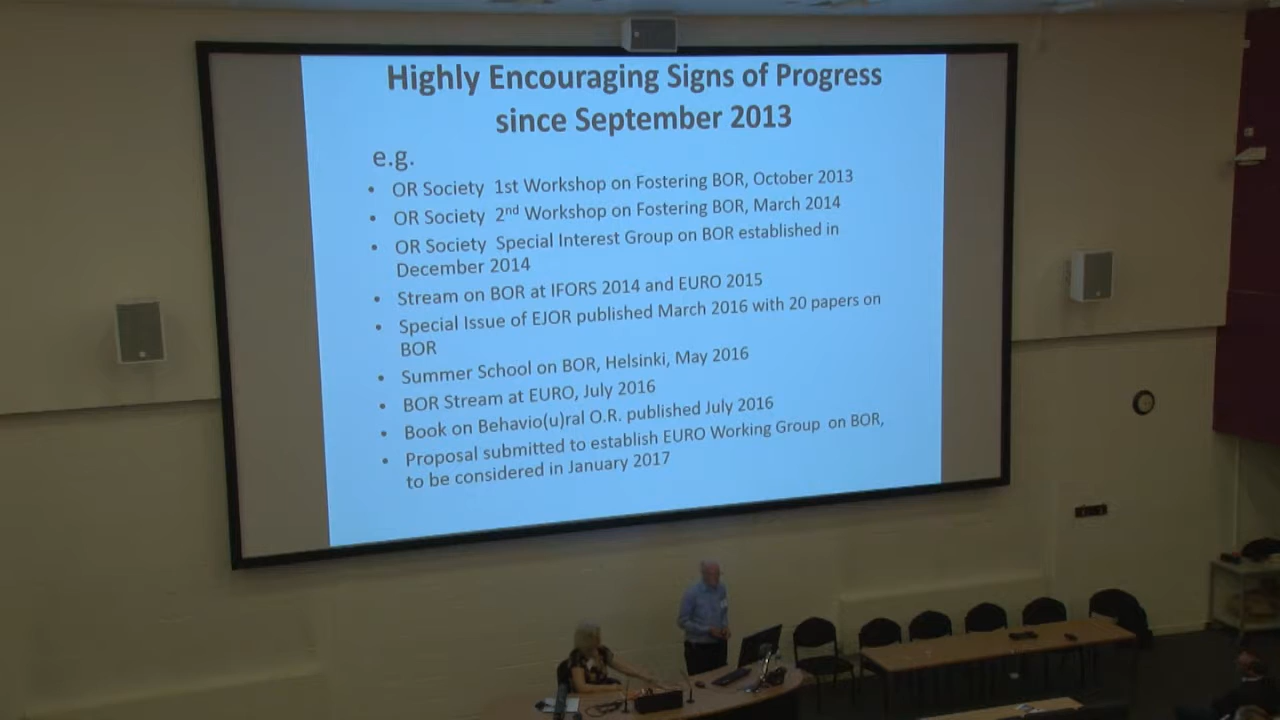 Highly Encouraging Signs of Progress
since September 2013
e.g.
• OR Society 1st Workshop on Fostering BOR, October 2013
• OR Society 2nd Workshop on Fostering BOR, March 2014
• OR Society Special Interest Group on BOR established in
December 2014
• Stream on BOR at IFORS 2014 and EURO 2015
• Special Issue of EJOR published March 2016 with 20 papers on
BOR
• Summer School on BOR, Helsinki, May 2016
• BOR Stream at EURO, July 2016
• Book on Behavio(u)ral O.R. published July 2016
• Proposal submitted to establish EURO Working Group on BOR,
to be considered in January 2017